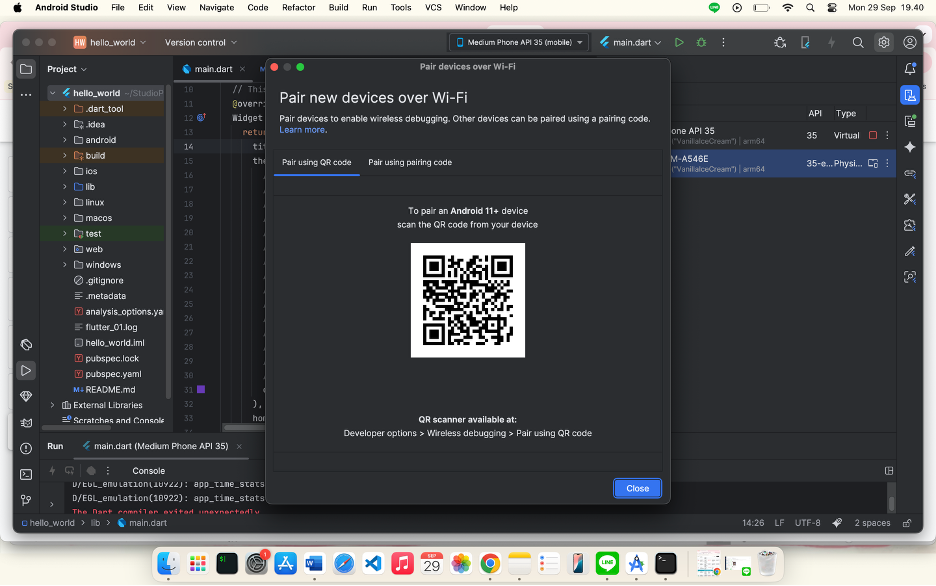 Android Studio File Edit View Navigate Code Refactor Build Run Tools VCS Window Help Mon 29 Sep 19.40
HW hello_world Version control Medium Phone API 35 (mobile) main.dart
Project main.dart
Pair devices over Wi-Fi
Pair new devices over Wi-Fi
Pair devices to enable wireless debugging. Other devices can be paired using a pairing code.
Learn more.
Pair using QR code Pair using pairing code
To pair an Android 11+ device
scan the QR code from your device
QR scanner available at:
Developer options > Wireless debugging > Pair using QR code
Close
API Type
one API 35 35 Virtual
("VanillaIceCream") | arm64
M-A546E 35-e... Physi...
("VanillaIceCream") | arm64
hello_world ~/StudioP
.dart_tool
.idea
android
build
ios
lib
linux
macos
test
web
windows
.gitignore
.metadata
analysis_options.ya
flutter_01.log
hello_world.iml
pubspec.lock
pubspec.yaml
README.md
External Libraries
Scratches and Console
10 // This
11 @overr
12 Widget
13 retu
14 ti
15 the
16
17
18
19
20
21
22
23
24
25
26
27
28
29
30
31
32 ),
33 ho
Run main.dart (Medium Phone API 35)
Console
D/EGL_emulation(10922): app_time_stats
D/EGL_emulation(10922): app_time_stats
The Dart compiler exited unexpectedly
hello_world > lib > main.dart 14:26 LF UTF-8 2 spaces
SEP
29
1
LINE